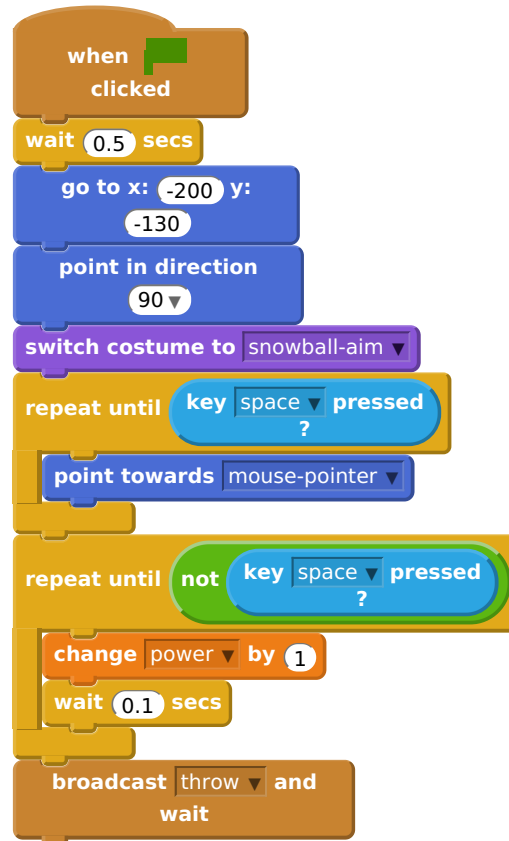 when
clicked
wait 0.5 secs
go to x: -200 y:
-130
point in direction
90 ▼
switch costume to snowball-aim ▼
repeat until key space ▼ pressed
?
point towards mouse-pointer ▼
repeat until not key space ▼ pressed
?
change power ▼ by 1
wait 0.1 secs
broadcast throw ▼ and
wait